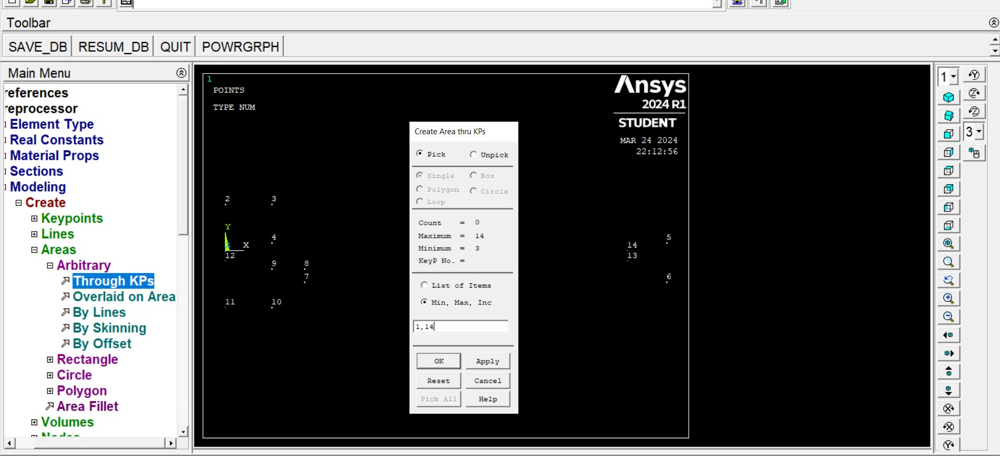 Toolbar
SAVE_DB RESUM_DB QUIT POWRGRPH
Main Menu
references
reprocessor
Element Type
Real Constants
Material Props
Sections
Modeling
Create
Keypoints
Lines
Areas
Arbitrary
Through KPs
Overlaid on Area
By Lines
By Skinning
By Offset
Rectangle
Circle
Polygon
Area Fillet
Volumes
1
POINTS
TYPE NUM
Ansys
2024 R1
STUDENT
MAR 24 2024
22:12:56
2 3
Y
4
X
12
9 8
7
11 10
5
14
13
6
Create Area thru KPs
Pick Unpick
Single Box
Polygon Circle
Loop
Count = 0
Maximum = 14
Minimum = 3
KeyP No. =
List of Items
Min, Max, Inc
1,14
OK Apply
Reset Cancel
Pick All Help
1
3